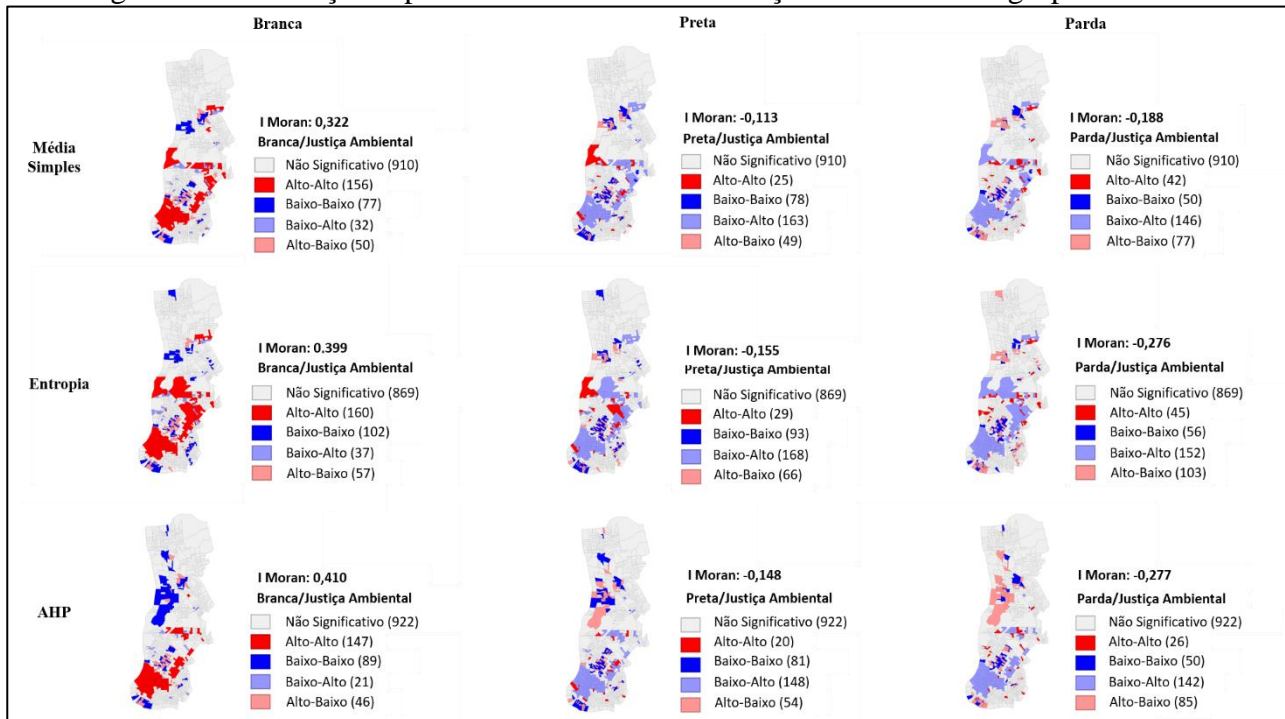 Branca
Preta
Parda
Média
Simples
I Moran: 0,322
Branca/Justiça Ambiental
Não Significativo (910)
Alto-Alto (156)
Baixo-Baixo (77)
Baixo-Alto (32)
Alto-Baixo (50)
I Moran: -0,113
Preta/Justiça Ambiental
Não Significativo (910)
Alto-Alto (25)
Baixo-Baixo (78)
Baixo-Alto (163)
Alto-Baixo (49)
I Moran: -0,188
Parda/Justiça Ambiental
Não Significativo (910)
Alto-Alto (42)
Baixo-Baixo (50)
Baixo-Alto (146)
Alto-Baixo (77)
Entropia
I Moran: 0,399
Branca/Justiça Ambiental
Não Significativo (869)
Alto-Alto (160)
Baixo-Baixo (102)
Baixo-Alto (37)
Alto-Baixo (57)
I Moran: -0,155
Preta/Justiça Ambiental
Não Significativo (869)
Alto-Alto (29)
Baixo-Baixo (93)
Baixo-Alto (168)
Alto-Baixo (66)
I Moran: -0,276
Parda/Justiça Ambiental
Não Significativo (869)
Alto-Alto (45)
Baixo-Baixo (56)
Baixo-Alto (152)
Alto-Baixo (103)
AHP
I Moran: 0,410
Branca/Justiça Ambiental
Não Significativo (922)
Alto-Alto (147)
Baixo-Baixo (89)
Baixo-Alto (21)
Alto-Baixo (46)
I Moran: -0,148
Preta/Justiça Ambiental
Não Significativo (922)
Alto-Alto (20)
Baixo-Baixo (81)
Baixo-Alto (148)
Alto-Baixo (54)
I Moran: -0,277
Parda/Justiça Ambiental
Não Significativo (922)
Alto-Alto (26)
Baixo-Baixo (50)
Baixo-Alto (142)
Alto-Baixo (85)